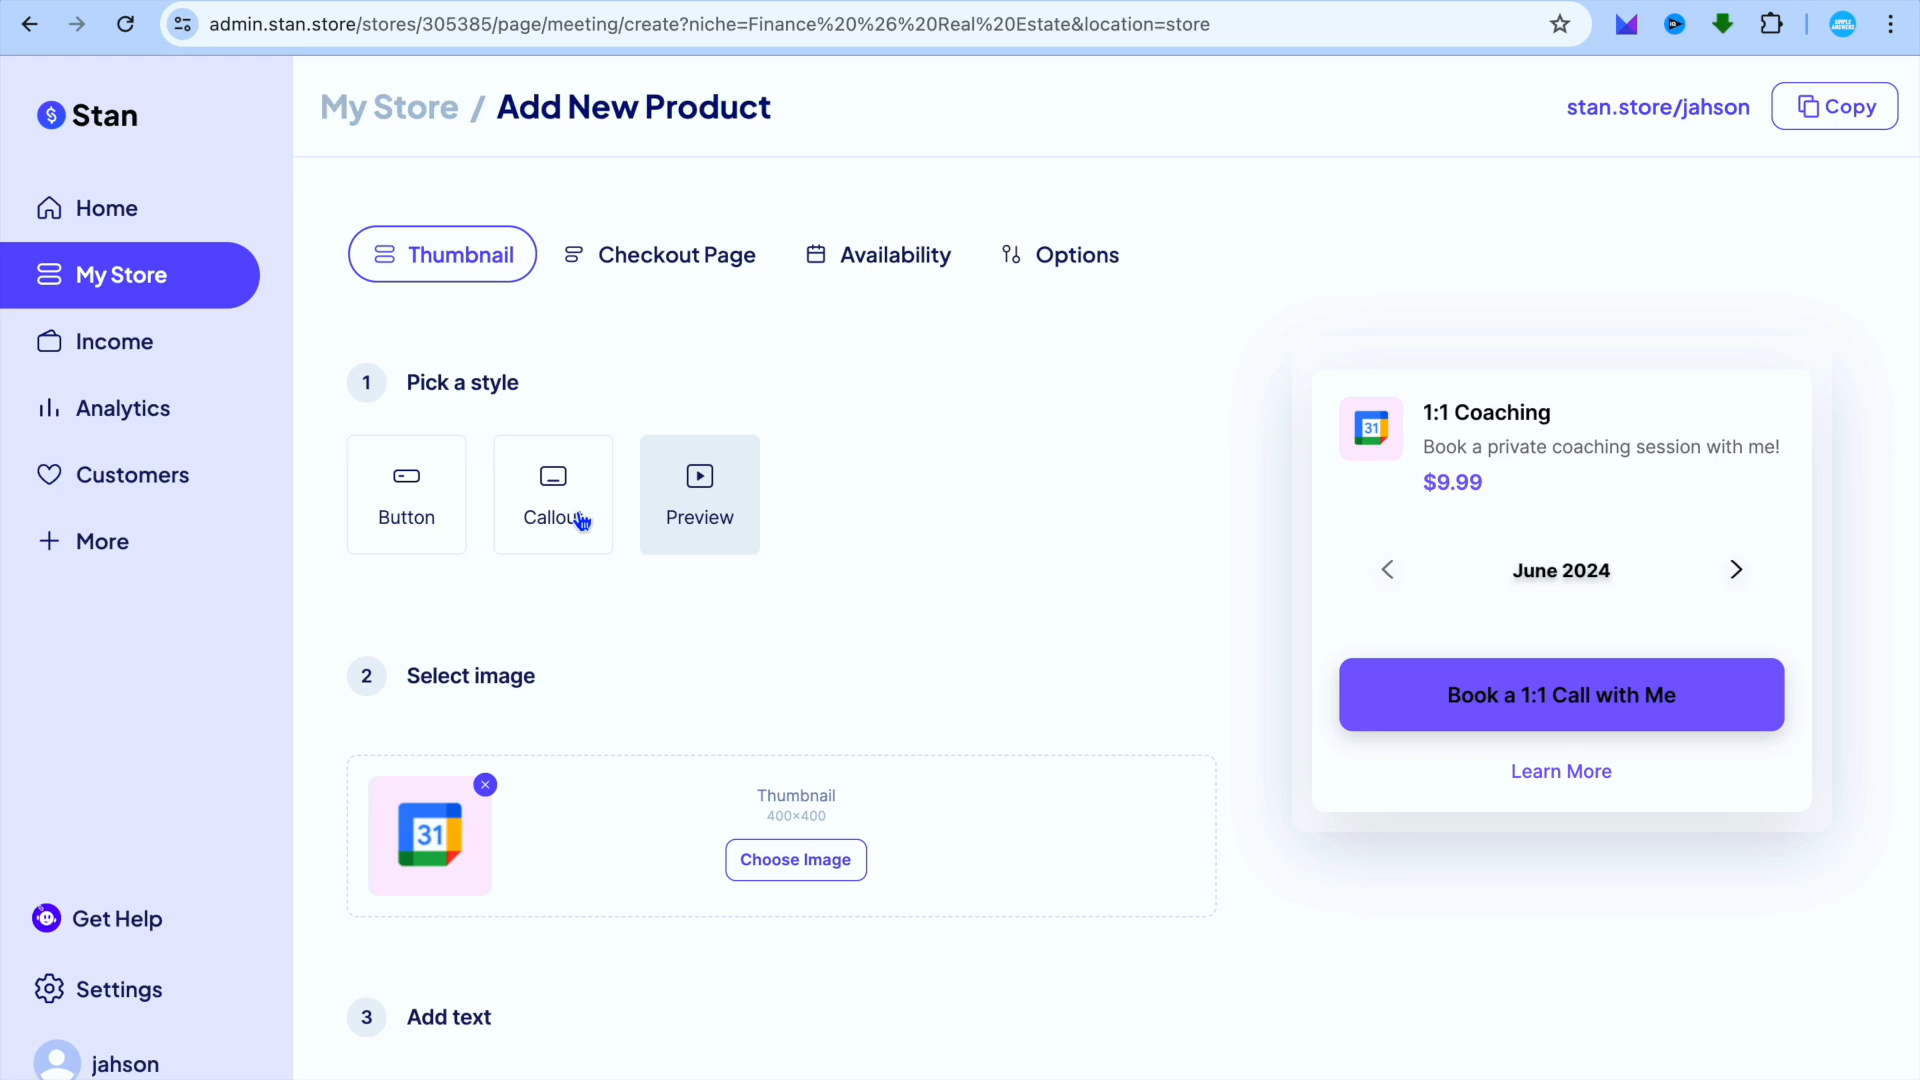 admin.stan.store/stores/305385/page/meeting/create?niche=Finance%20%26%20Real%20Estate&location=store
Stan
Home
My Store
Income
Analytics
Customers
More
Get Help
Settings
jahson
My Store / Add New Product
stan.store/jahson
Copy
Thumbnail
Checkout Page
Availability
Options
1 Pick a style
Button
Callout
Preview
2 Select image
31
Thumbnail
400×400
Choose Image
3 Add text
31
1:1 Coaching
Book a private coaching session with me!
$9.99
June 2024
Book a 1:1 Call with Me
Learn More